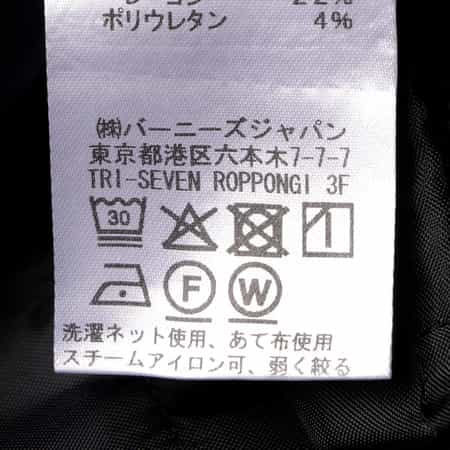 ポリウレタン 4%
㈱バーニーズジャパン
東京都港区六本木7-7-7
TRI-SEVEN ROPPONGI 3F
30
F W
洗濯ネット使用、あて布使用
スチームアイロン可、弱く絞る